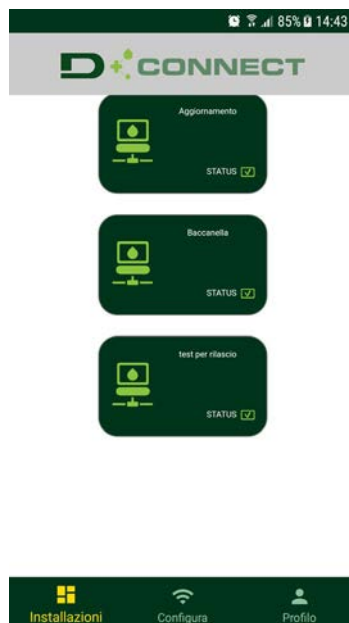 85% 14:43
D+ CONNECT
Aggiornamento
STATUS
Baccanella
STATUS
test per rilascio
STATUS
Installazioni Configura Profilo